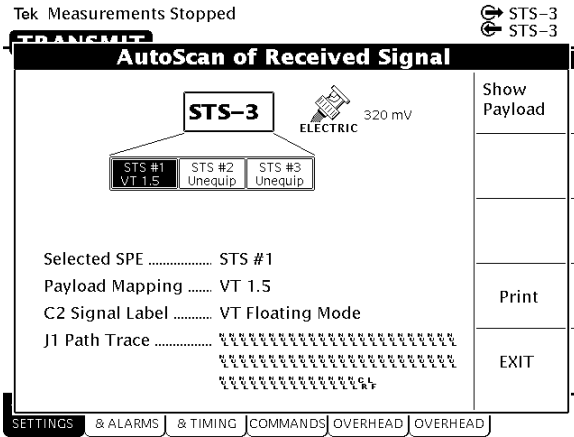 Tek Measurements Stopped
STS-3
STS-3
TRANSMIT
AutoScan of Received Signal
STS-3
ELECTRIC
320 mV
STS #1
VT 1.5
STS #2
Unequip
STS #3
Unequip
Selected SPE ................ STS #1
Payload Mapping ...... VT 1.5
C2 Signal Label .......... VT Floating Mode
J1 Path Trace ...............
Show
Payload
Print
EXIT
SETTINGS & ALARMS & TIMING COMMANDS OVERHEAD OVERHEAD